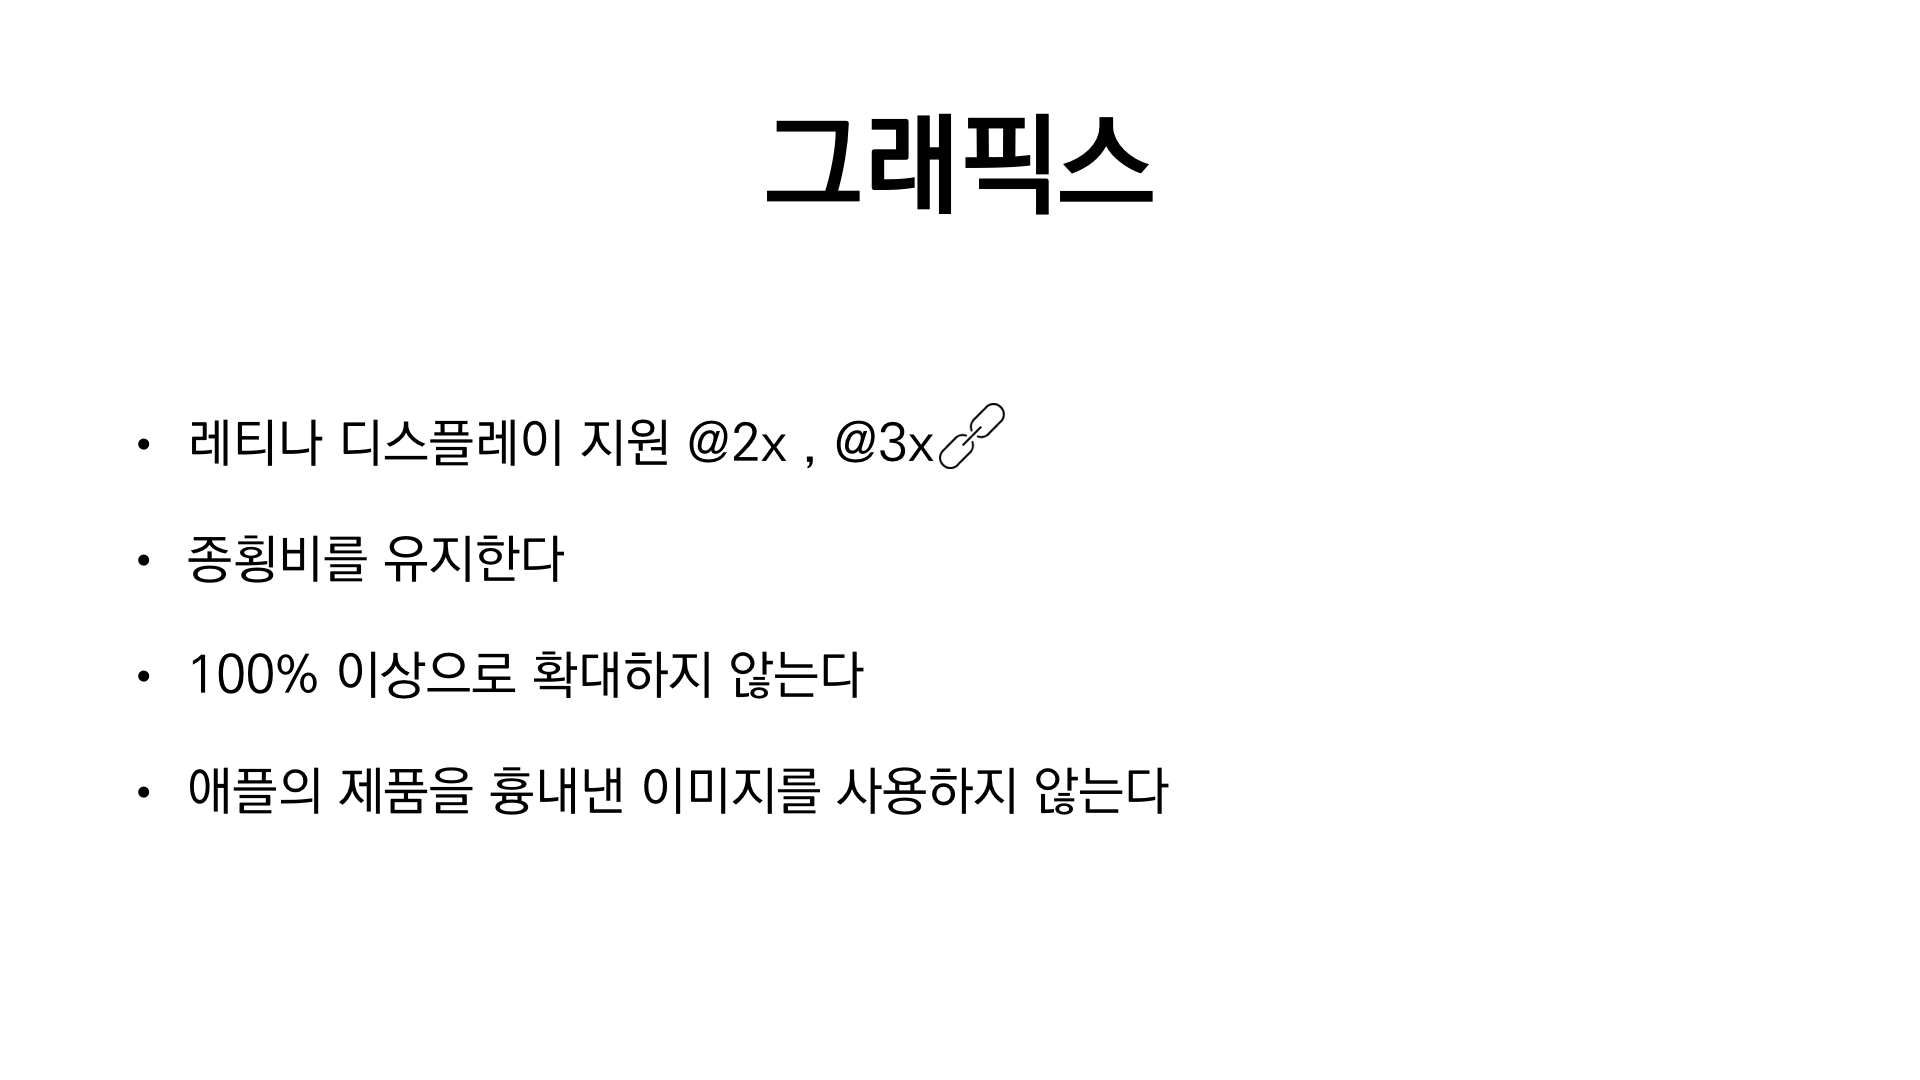 그래픽스
• 레티나 디스플레이 지원 @2x , @3x
• 종횡비를 유지한다
• 100% 이상으로 확대하지 않는다
• 애플의 제품을 흉내낸 이미지를 사용하지 않는다